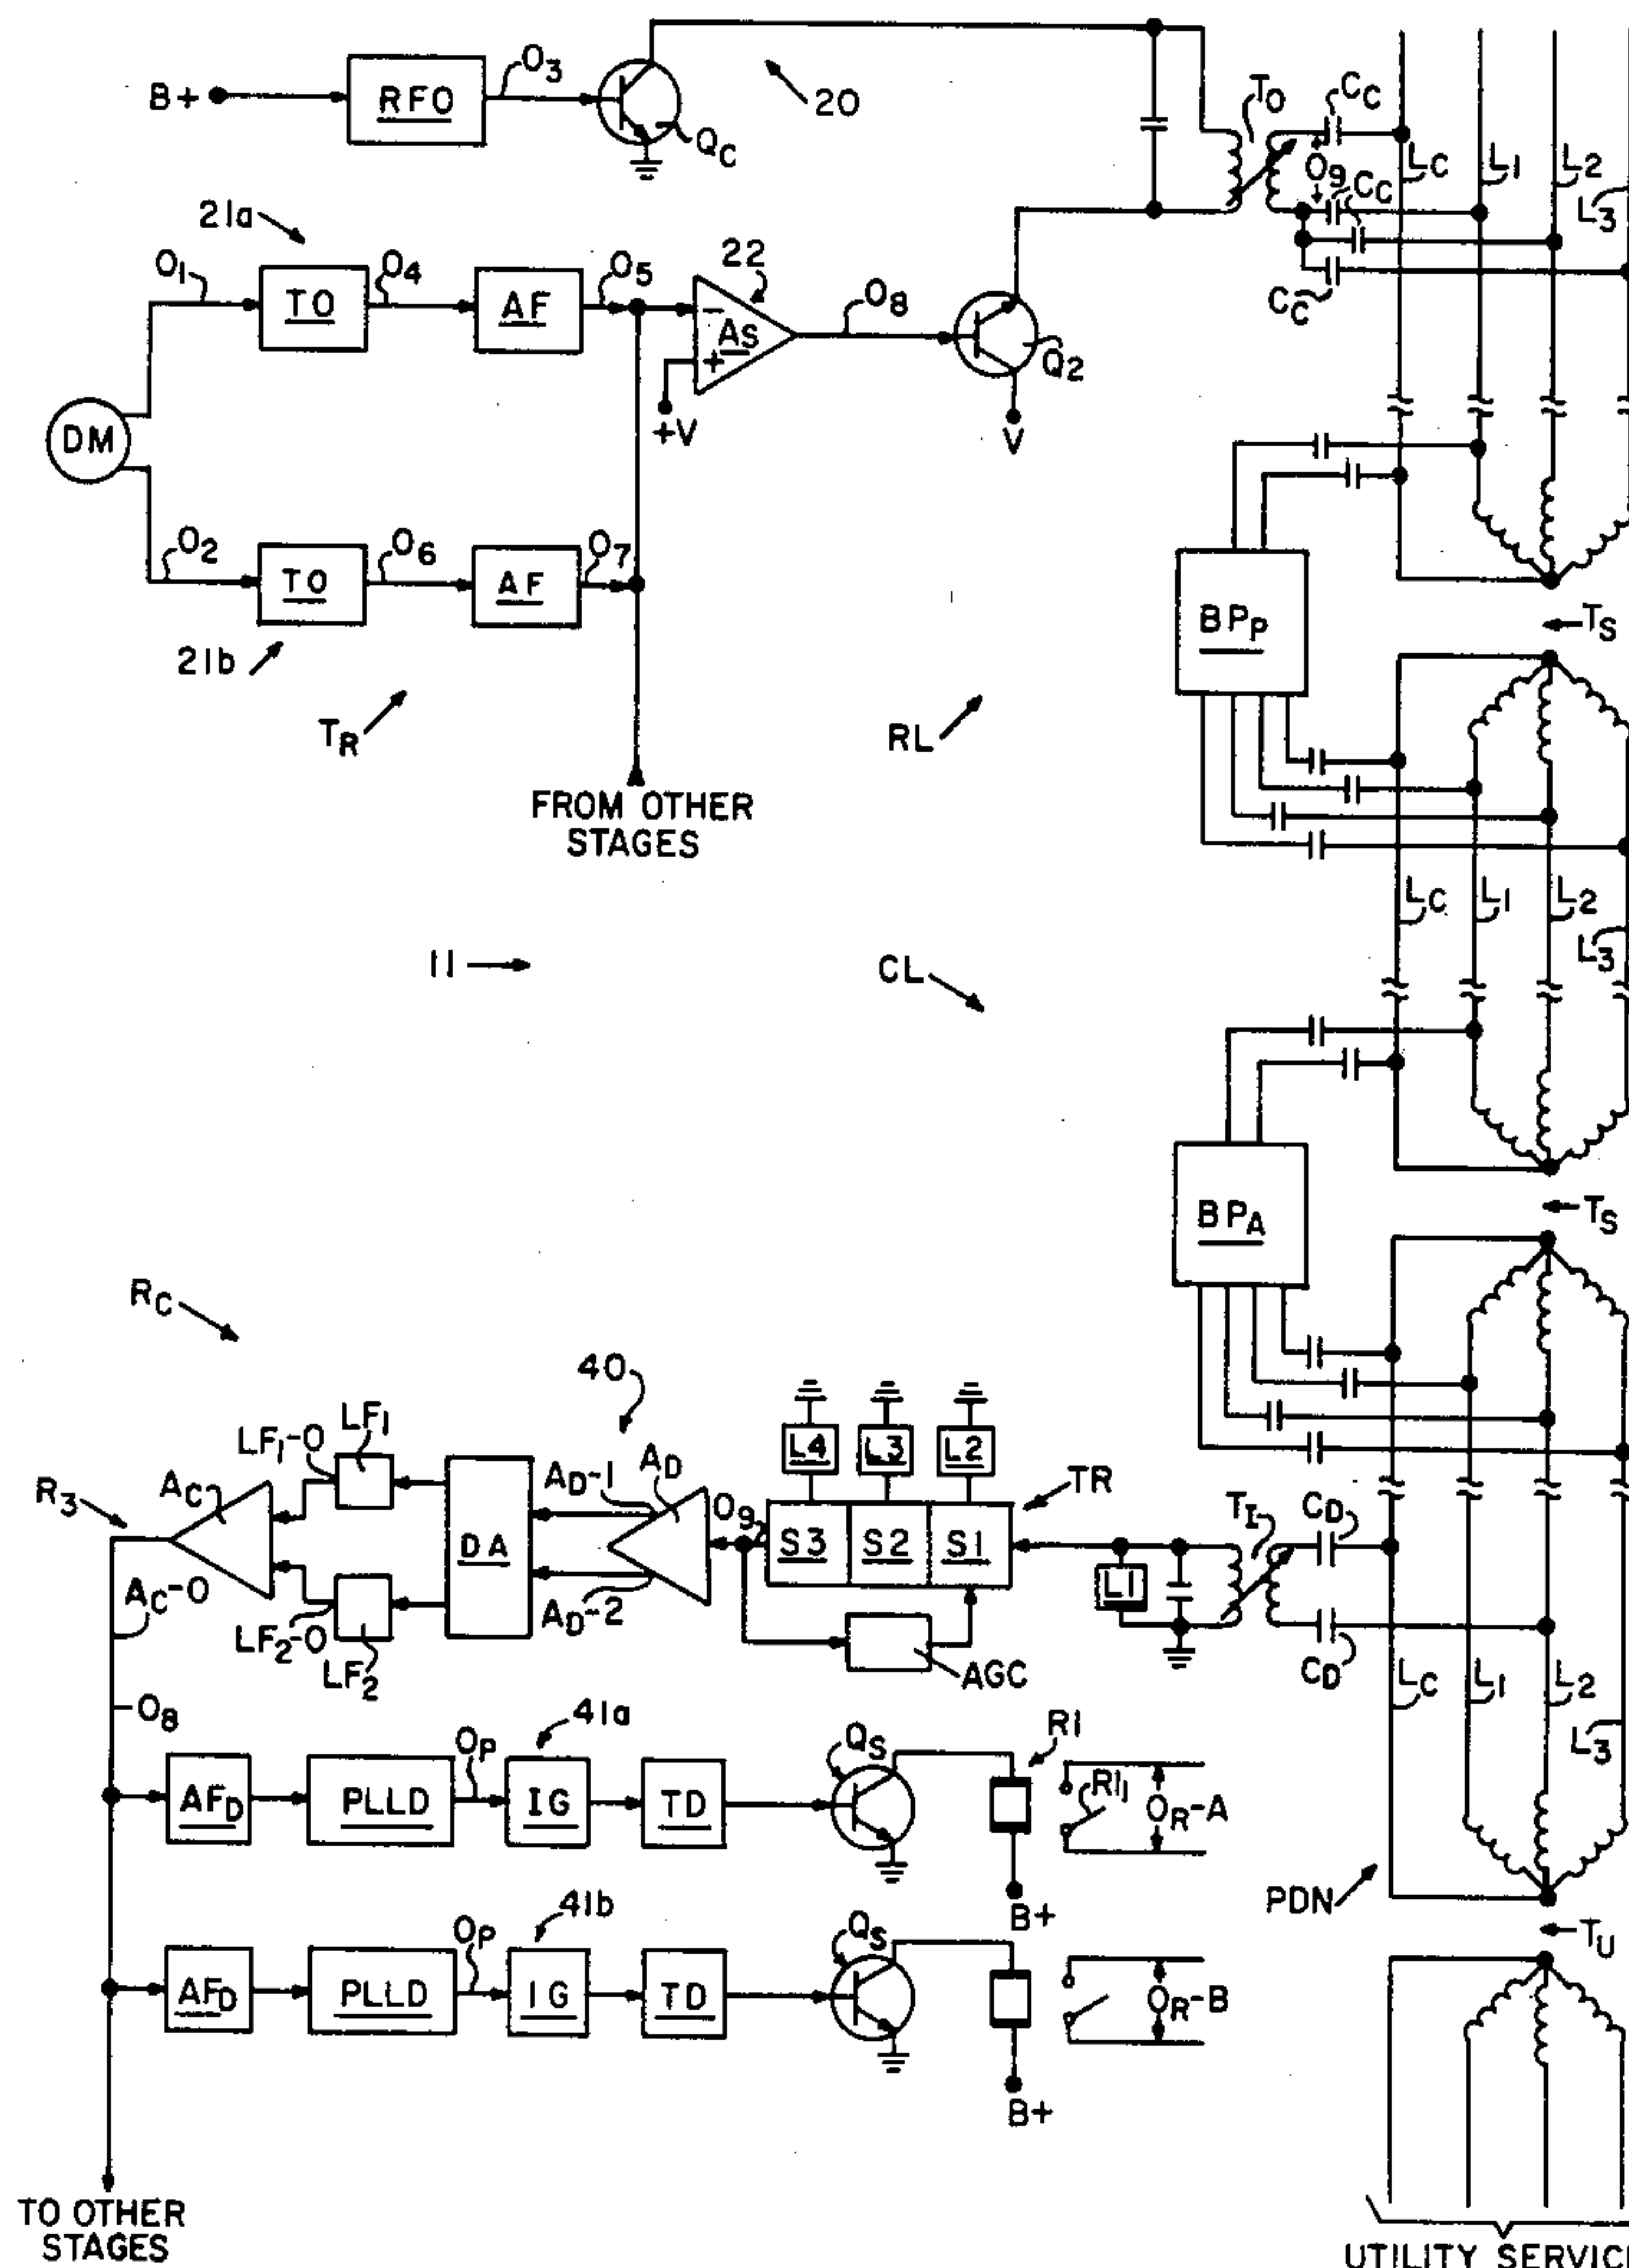 B+
RFO
O3
QC
20
TO
CC
O9
CC
CC
LC
L1
L2
L3
21a
O1
TO
O4
AF
O5
22
-
AS
+
+V
O8
Q2
V
DM
O2
TO
O6
AF
O7
21b
TR
FROM OTHER
STAGES
RL
BPP
TS
LC
L1
L2
L3
11
CL
BPA
TS
RC
40
L4
L3
L2
TR
LF1-O
LF1
AD-1
AD
R3
AC
DA
O9
S3
S2
S1
L1
TI
CD
CD
AC-O
LF2-O
LF2
AD-2
AGC
LC
L1
L2
L3
O8
41a
AFD
PLLD
OP
IG
TD
QS
R1
R11
OR-A
B+
PDN
41b
AFD
PLLD
OP
IG
TD
QS
OR-B
B+
TU
TO OTHER
STAGES
UTILITY SERVICE